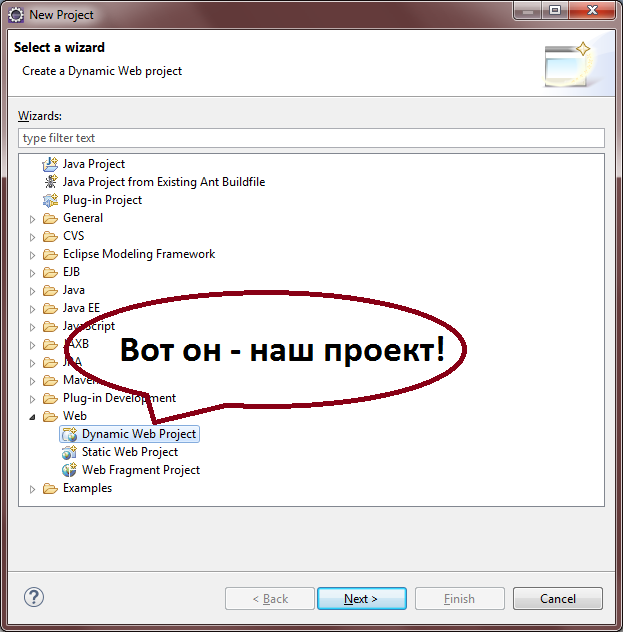 New Project
Select a wizard
Create a Dynamic Web project
Wizards:
type filter text
Java Project
Java Project from Existing Ant Buildfile
Plug-in Project
General
CVS
Eclipse Modeling Framework
EJB
Java
Java EE
JavaScript
JAXB
JPA
Maven
Вот он - наш проект!
Plug-in Development
Web
Dynamic Web Project
Static Web Project
Web Fragment Project
Examples
< Back
Next >
Finish
Cancel